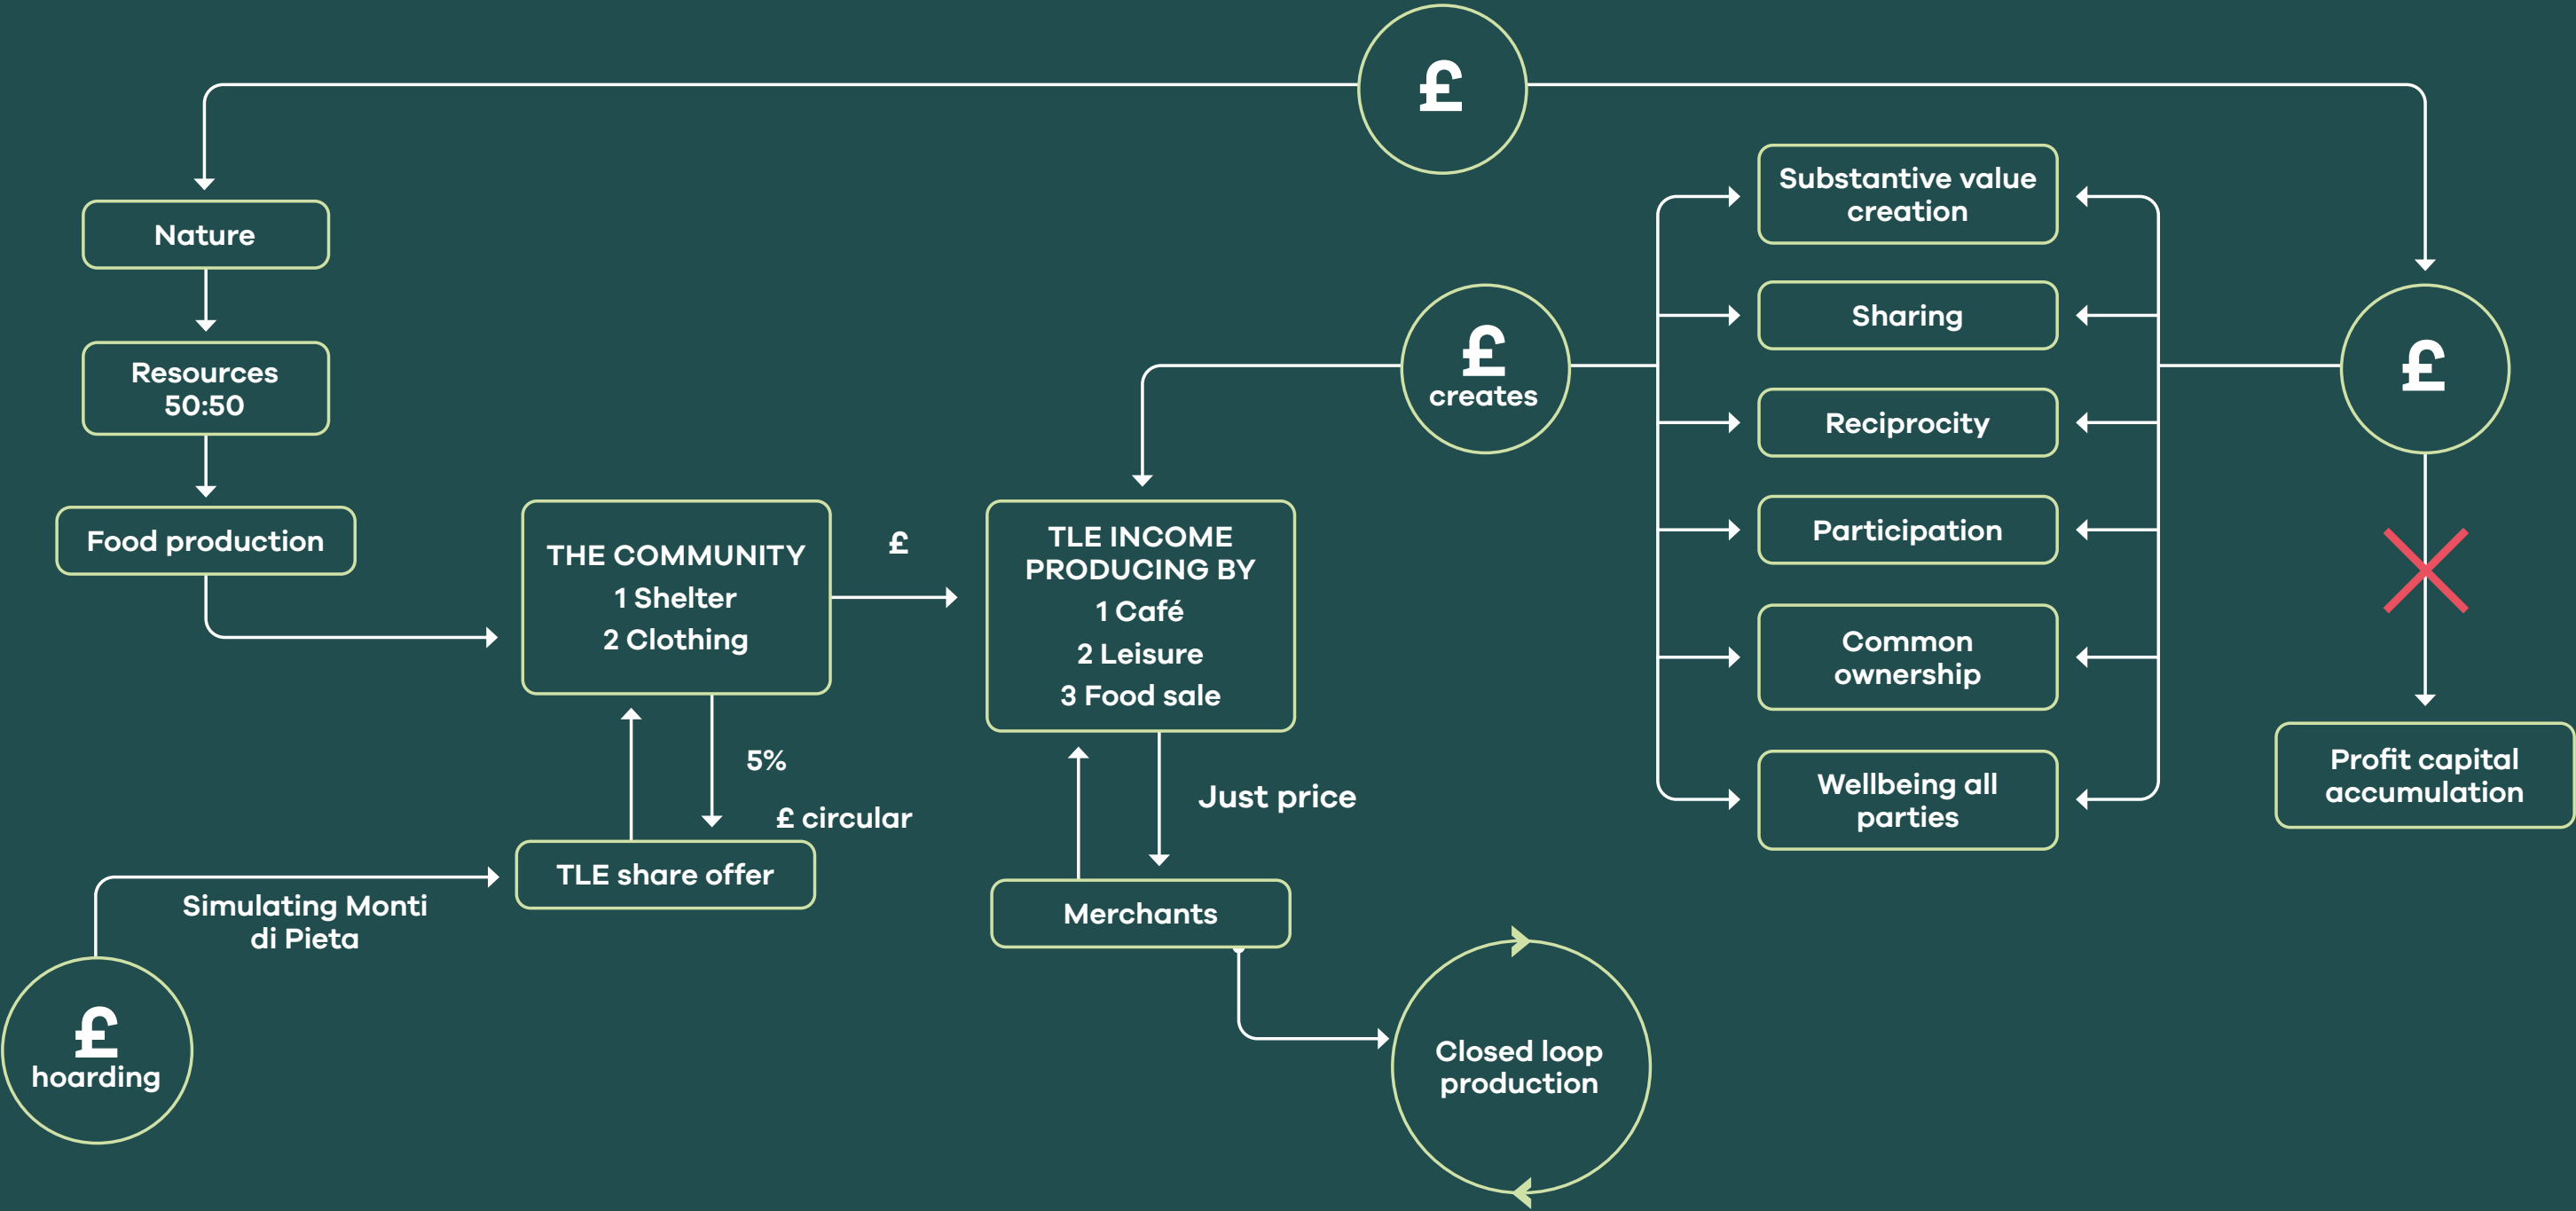 £
Nature
Resources
50:50
Food production
THE COMMUNITY
1 Shelter
2 Clothing
£
5%
£ circular
TLE share offer
Simulating Monti
di Pieta
£
hoarding
TLE INCOME
PRODUCING BY
1 Café
2 Leisure
3 Food sale
Just price
Merchants
Closed loop
production
£
creates
Substantive value
creation
Sharing
Reciprocity
Participation
Common
ownership
Wellbeing all
parties
£
Profit capital
accumulation